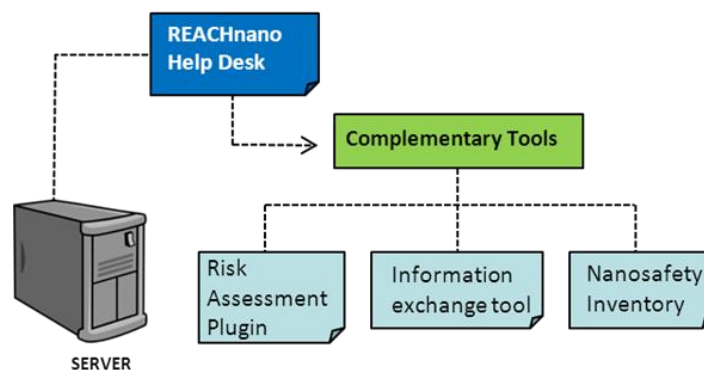 REACHnano
Help Desk
Complementary Tools
Risk
Assessment
Plugin
Information
exchange tool
Nanosafety
Inventory
SERVER